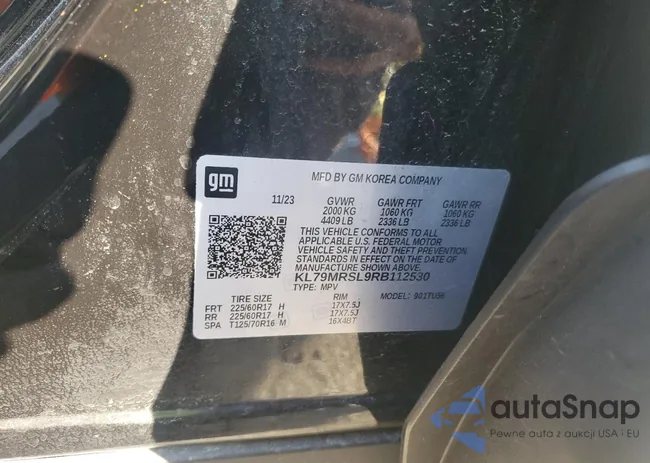 gm
MFD BY GM KOREA COMPANY
11/23
GVWR GAWR FRT GAWR RR
2000 KG 1060 KG 1060 KG
4409 LB 2336 LB 2336 LB
THIS VEHICLE CONFORMS TO ALL
APPLICABLE U.S. FEDERAL MOTOR
VEHICLE SAFETY AND THEFT PREVENTION
STANDARDS IN EFFECT ON THE DATE OF
MANUFACTURE SHOWN ABOVE.
KL79MRSL9RB112530
TYPE: MPV MODEL: 901TU56
TIRE SIZE RIM
FRT 225/60R17 H 17X7.5J
RR 225/60R17 H 17X7.5J
SPA T125/70R16 M 16X4BT
autaSnap
Pewne auto z aukcji USA i EU